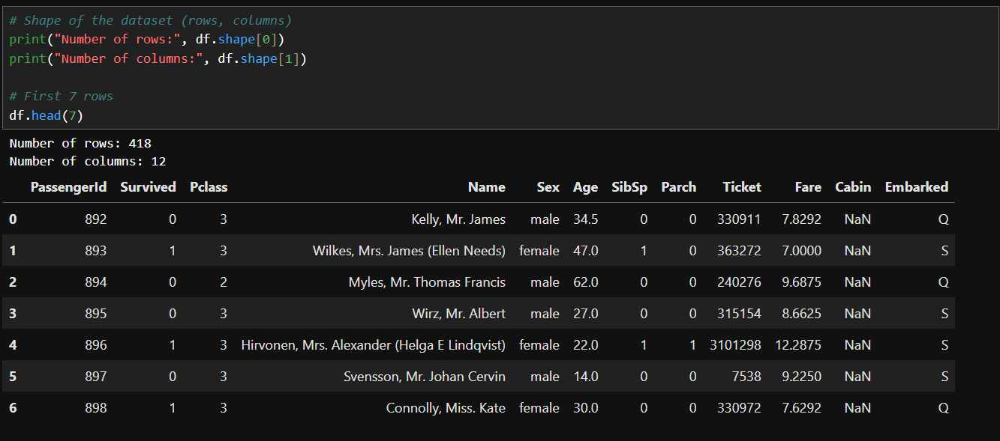 # Shape of the dataset (rows, columns)
print("Number of rows:", df.shape[0])
print("Number of columns:", df.shape[1])
# First 7 rows
df.head(7)
Number of rows: 418
Number of columns: 12
PassengerId Survived Pclass Name Sex Age SibSp Parch Ticket Fare Cabin Embarked
0 892 0 3 Kelly, Mr. James male 34.5 0 0 330911 7.8292 NaN Q
1 893 1 3 Wilkes, Mrs. James (Ellen Needs) female 47.0 1 0 363272 7.0000 NaN S
2 894 0 2 Myles, Mr. Thomas Francis male 62.0 0 0 240276 9.6875 NaN Q
3 895 0 3 Wirz, Mr. Albert male 27.0 0 0 315154 8.6625 NaN S
4 896 1 3 Hirvonen, Mrs. Alexander (Helga E Lindqvist) female 22.0 1 1 3101298 12.2875 NaN S
5 897 0 3 Svensson, Mr. Johan Cervin male 14.0 0 0 7538 9.2250 NaN S
6 898 1 3 Connolly, Miss. Kate female 30.0 0 0 330972 7.6292 NaN Q